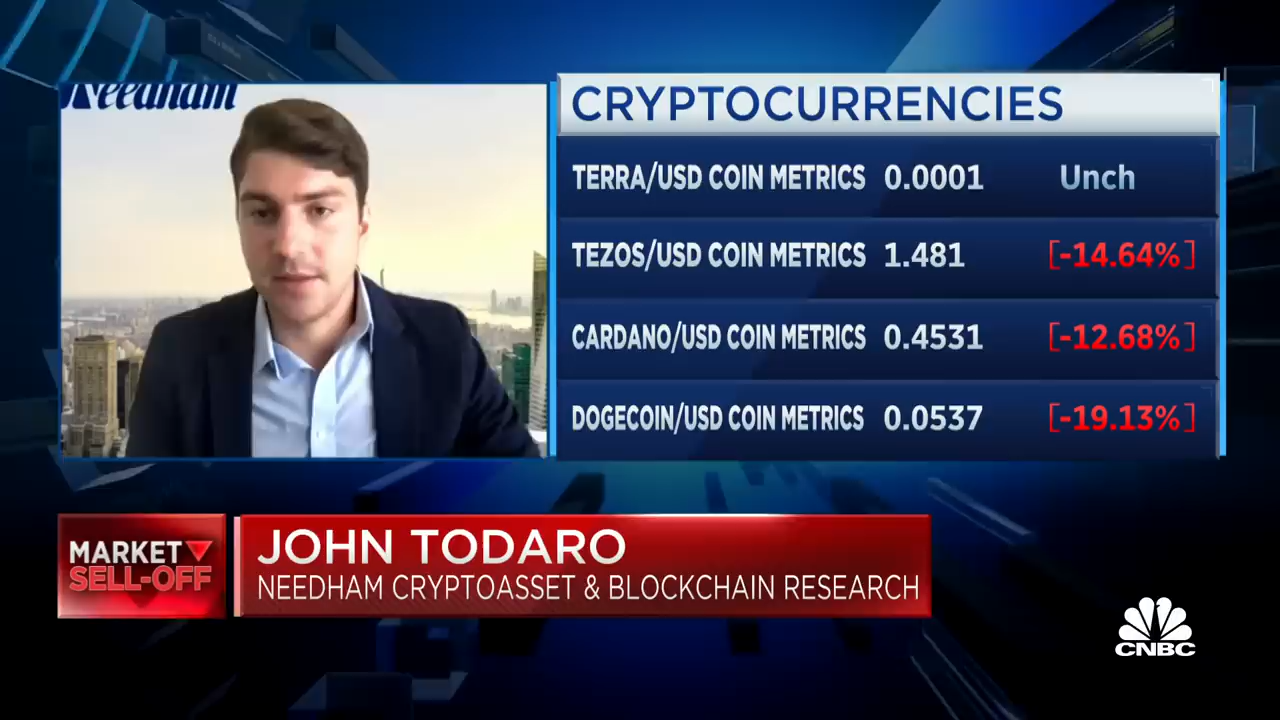 Needham
CRYPTOCURRENCIES
TERRA/USD COIN METRICS 0.0001 Unch
TEZOS/USD COIN METRICS 1.481 [-14.64%]
CARDANO/USD COIN METRICS 0.4531 [-12.68%]
DOGECOIN/USD COIN METRICS 0.0537 [-19.13%]
MARKET
SELL-OFF
JOHN TODARO
NEEDHAM CRYPTOASSET & BLOCKCHAIN RESEARCH
CNBC